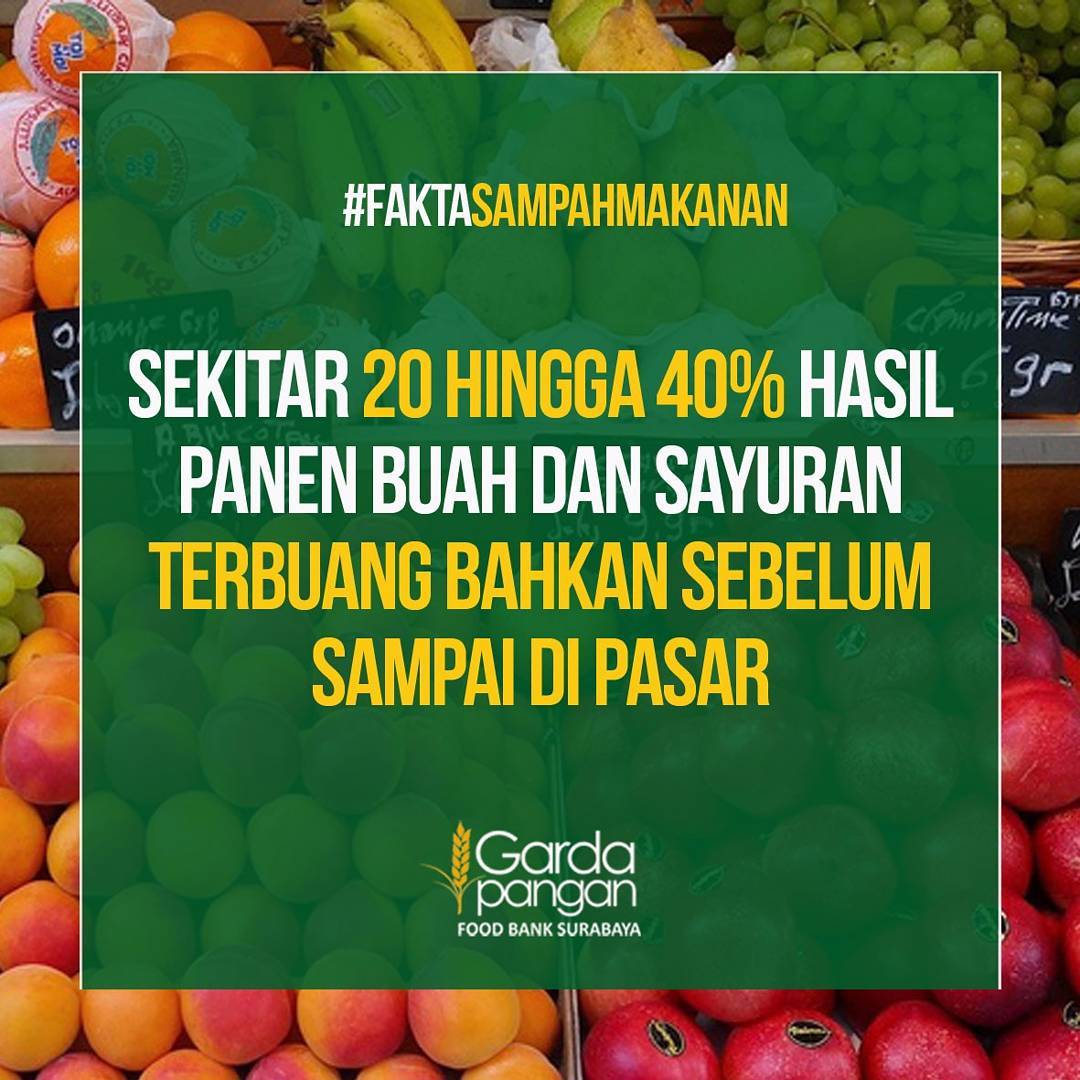 #FAKTASAMPAHMAKANAN
SEKITAR 20 HINGGA 40% HASIL
PANEN BUAH DAN SAYURAN
TERBUANG BAHKAN SEBELUM
SAMPAI DI PASAR
Garda
pangan
FOOD BANK SURABAYA